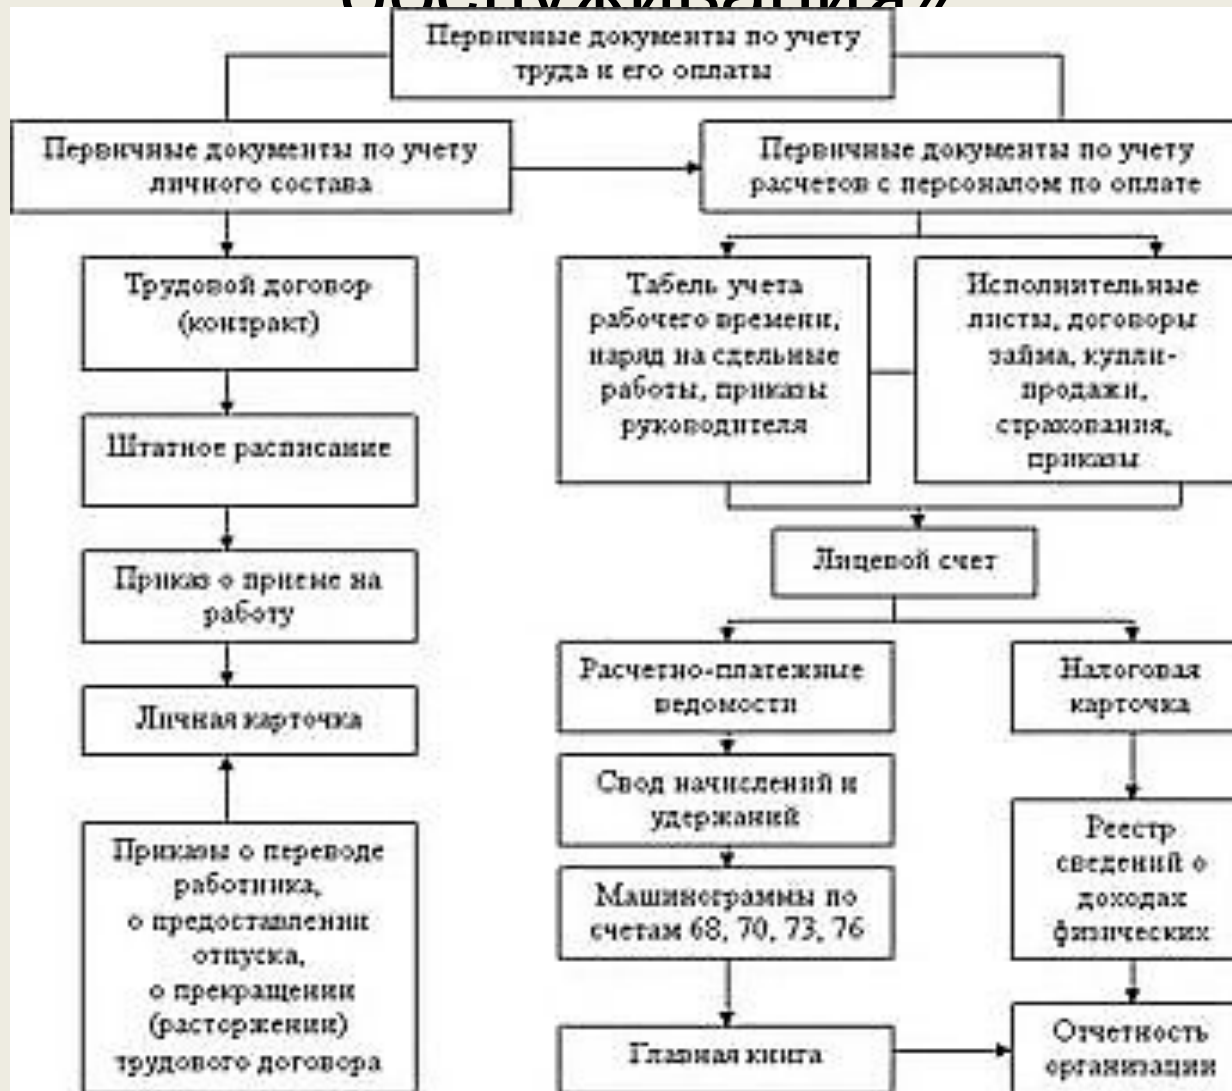 обслуживания»
Первичные документы по учету
труда и его оплаты
Первичные документы по учету
личного состава
Первичные документы по учету
расчетов с персоналом по оплате
Трудовой договор
(контракт)
Штатное расписание
Приказ о приеме на
работу
Личная карточка
Приказы о переводе
работника,
о предоставлении
отпуска,
о прекращении
(расторжении)
трудового договора
Табель учета
рабочего времени,
наряд на сдельные
работы, приказы
руководителя
Исполнительные
листы, договоры
займа, купли-
продажи,
страхования,
приказы
Лицевой счет
Расчетно-платежные
ведомости
Свод начислений и
удержаний
Машинограммы по
счетам 68, 70, 73, 76
Главная книга
Налоговая
карточка
Реестр
сведений о
доходах
физических
Отчетность
организации